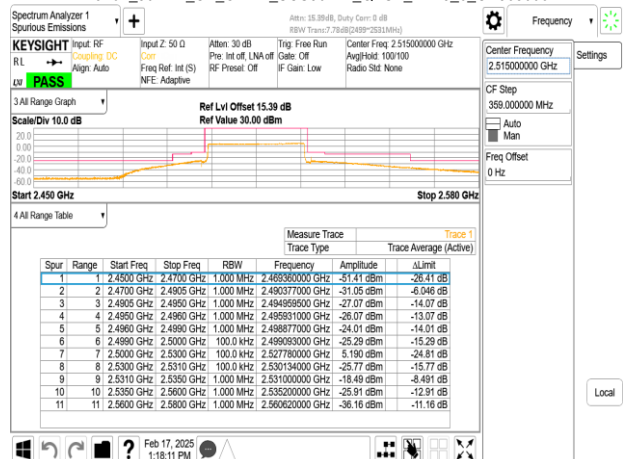 Spectrum Analyzer 1
Spurious Emissions
Attn: 15.39dB, Duty Corr: 0 dB
RBW Trans:7.78dB(2499~2531MHz)
Frequency
KEYSIGHT
RL
PASS
Input: RF
Coupling: DC
Align: Auto
Input Z: 50 Ω
Corr
Freq Ref: Int (S)
NFE: Adaptive
Atten: 30 dB
Pre: Int off, LNA off
RF Presel: Off
Trig: Free Run
Gate: Off
IF Gain: Low
Center Freq: 2.515000000 GHz
Avg|Hold: 100/100
Radio Std: None
Center Frequency
2.515000000 GHz
Settings
CF Step
359.000000 MHz
Auto
Man
Freq Offset
0 Hz
3 All Range Graph
Scale/Div 10.0 dB
Ref Lvl Offset 15.39 dB
Ref Value 30.00 dBm
20.0
0.00
-20.0
-40.0
-60.0
Start 2.450 GHz
Stop 2.580 GHz
4 All Range Table
Measure Trace Trace 1
Trace Type Trace Average (Active)
Spur Range Start Freq Stop Freq RBW Frequency Amplitude ΔLimit
1 1 2.4500 GHz 2.4700 GHz 1.000 MHz 2.469360000 GHz -51.41 dBm -26.41 dB
2 2 2.4700 GHz 2.4905 GHz 1.000 MHz 2.490377000 GHz -31.05 dBm -6.046 dB
3 3 2.4905 GHz 2.4950 GHz 1.000 MHz 2.494959500 GHz -27.07 dBm -14.07 dB
4 4 2.4950 GHz 2.4960 GHz 1.000 MHz 2.495931000 GHz -26.07 dBm -13.07 dB
5 5 2.4960 GHz 2.4990 GHz 1.000 MHz 2.498877000 GHz -24.01 dBm -14.01 dB
6 6 2.4990 GHz 2.5000 GHz 100.0 kHz 2.499093000 GHz -25.29 dBm -15.29 dB
7 7 2.5000 GHz 2.5300 GHz 100.0 kHz 2.527780000 GHz 5.190 dBm -24.81 dB
8 8 2.5300 GHz 2.5310 GHz 100.0 kHz 2.530134000 GHz -25.77 dBm -15.77 dB
9 9 2.5310 GHz 2.5350 GHz 1.000 MHz 2.531000000 GHz -18.49 dBm -8.491 dB
10 10 2.5350 GHz 2.5600 GHz 1.000 MHz 2.535200000 GHz -25.91 dBm -12.91 dB
11 11 2.5600 GHz 2.5800 GHz 1.000 MHz 2.560620000 GHz -36.16 dBm -11.16 dB
Local
?
Feb 17, 2025
1:18:11 PM